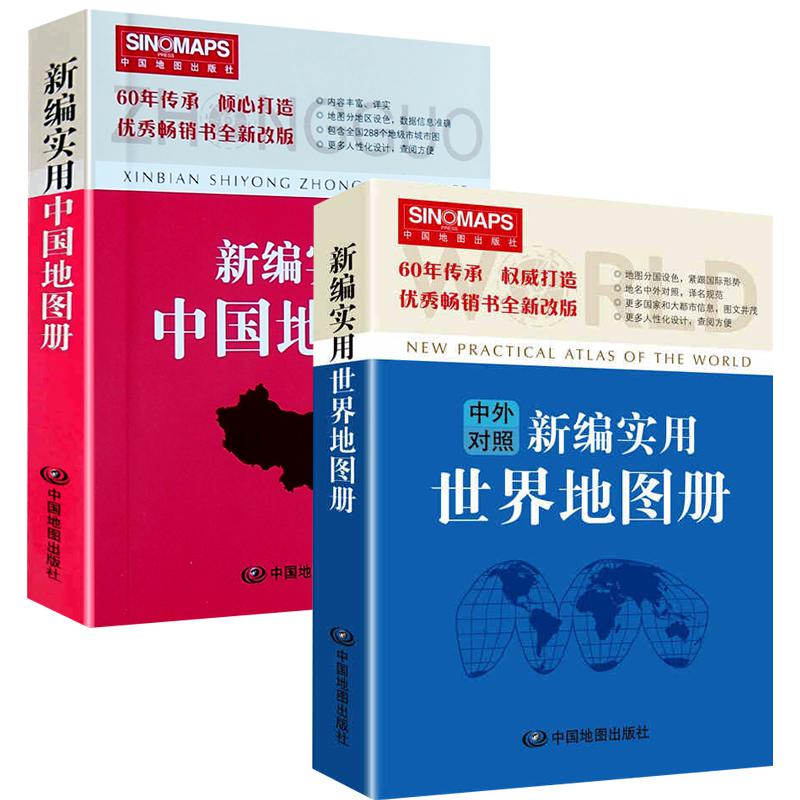 新编实用中国地图册
中国地图出版社
SINOMAPS
PRESS
中国地图出版社
60年传承 倾心打造
优秀畅销书全新改版
内容丰富、详实
地图分地区设色，数据信息准确
包含全国288个地级市城市图
更多人性化设计，查阅方便
ZHONGGUO
XINBIAN SHIYONG ZHONG
新编实
中国地
中国地图
新编实用世界地图册
中国地图出版社
SINOMAPS
PRESS
中国地图出版社
60年传承 权威打造
优秀畅销书全新改版
地图分国设色，紧跟国际形势
地名中外对照，译名规范
更多国家和大都市信息，图文并茂
更多人性化设计，查阅方便
WORLD
NEW PRACTICAL ATLAS OF THE WORLD
中外
对照
新编实用
世界地图册
中国地图出版社